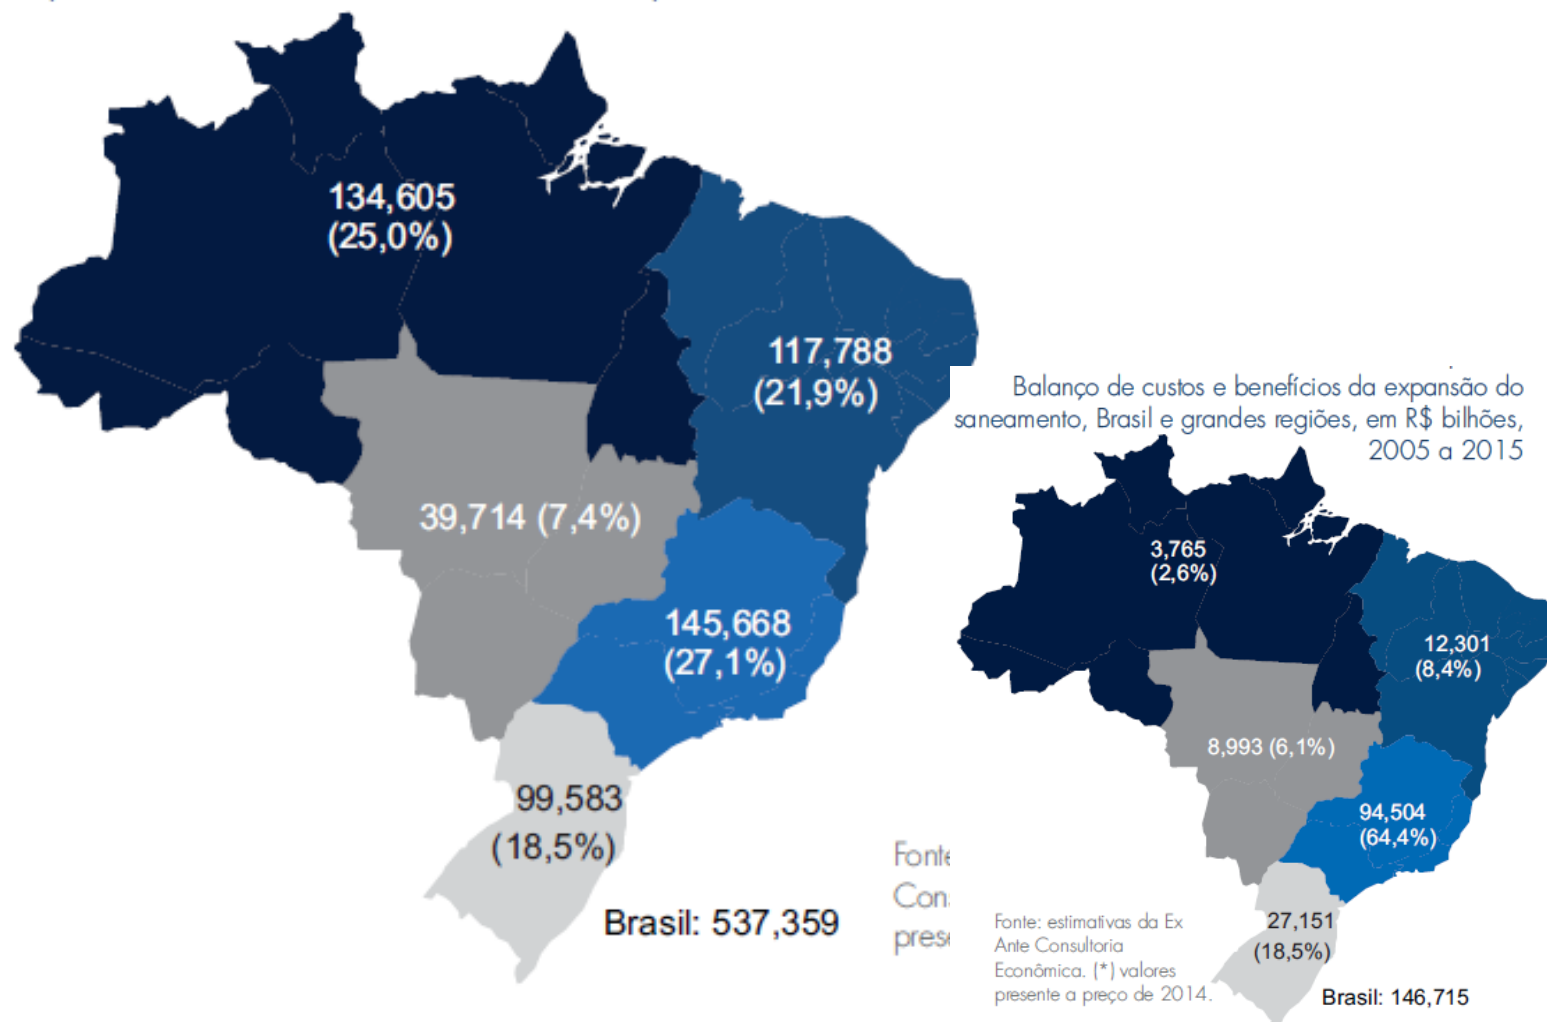 134,605
(25,0%)
117,788
(21,9%)
39,714 (7,4%)
145,668
(27,1%)
99,583
(18,5%)
Brasil: 537,359
Balanço de custos e benefícios da expansão do
saneamento, Brasil e grandes regiões, em R$ bilhões,
2005 a 2015
3,765
(2,6%)
12,301
(8,4%)
8,993 (6,1%)
94,504
(64,4%)
27,151
(18,5%)
Fonte: estimativas da Ex
Ante Consultoria
Econômica. (*) valores
presente a preço de 2014.
Brasil: 146,715